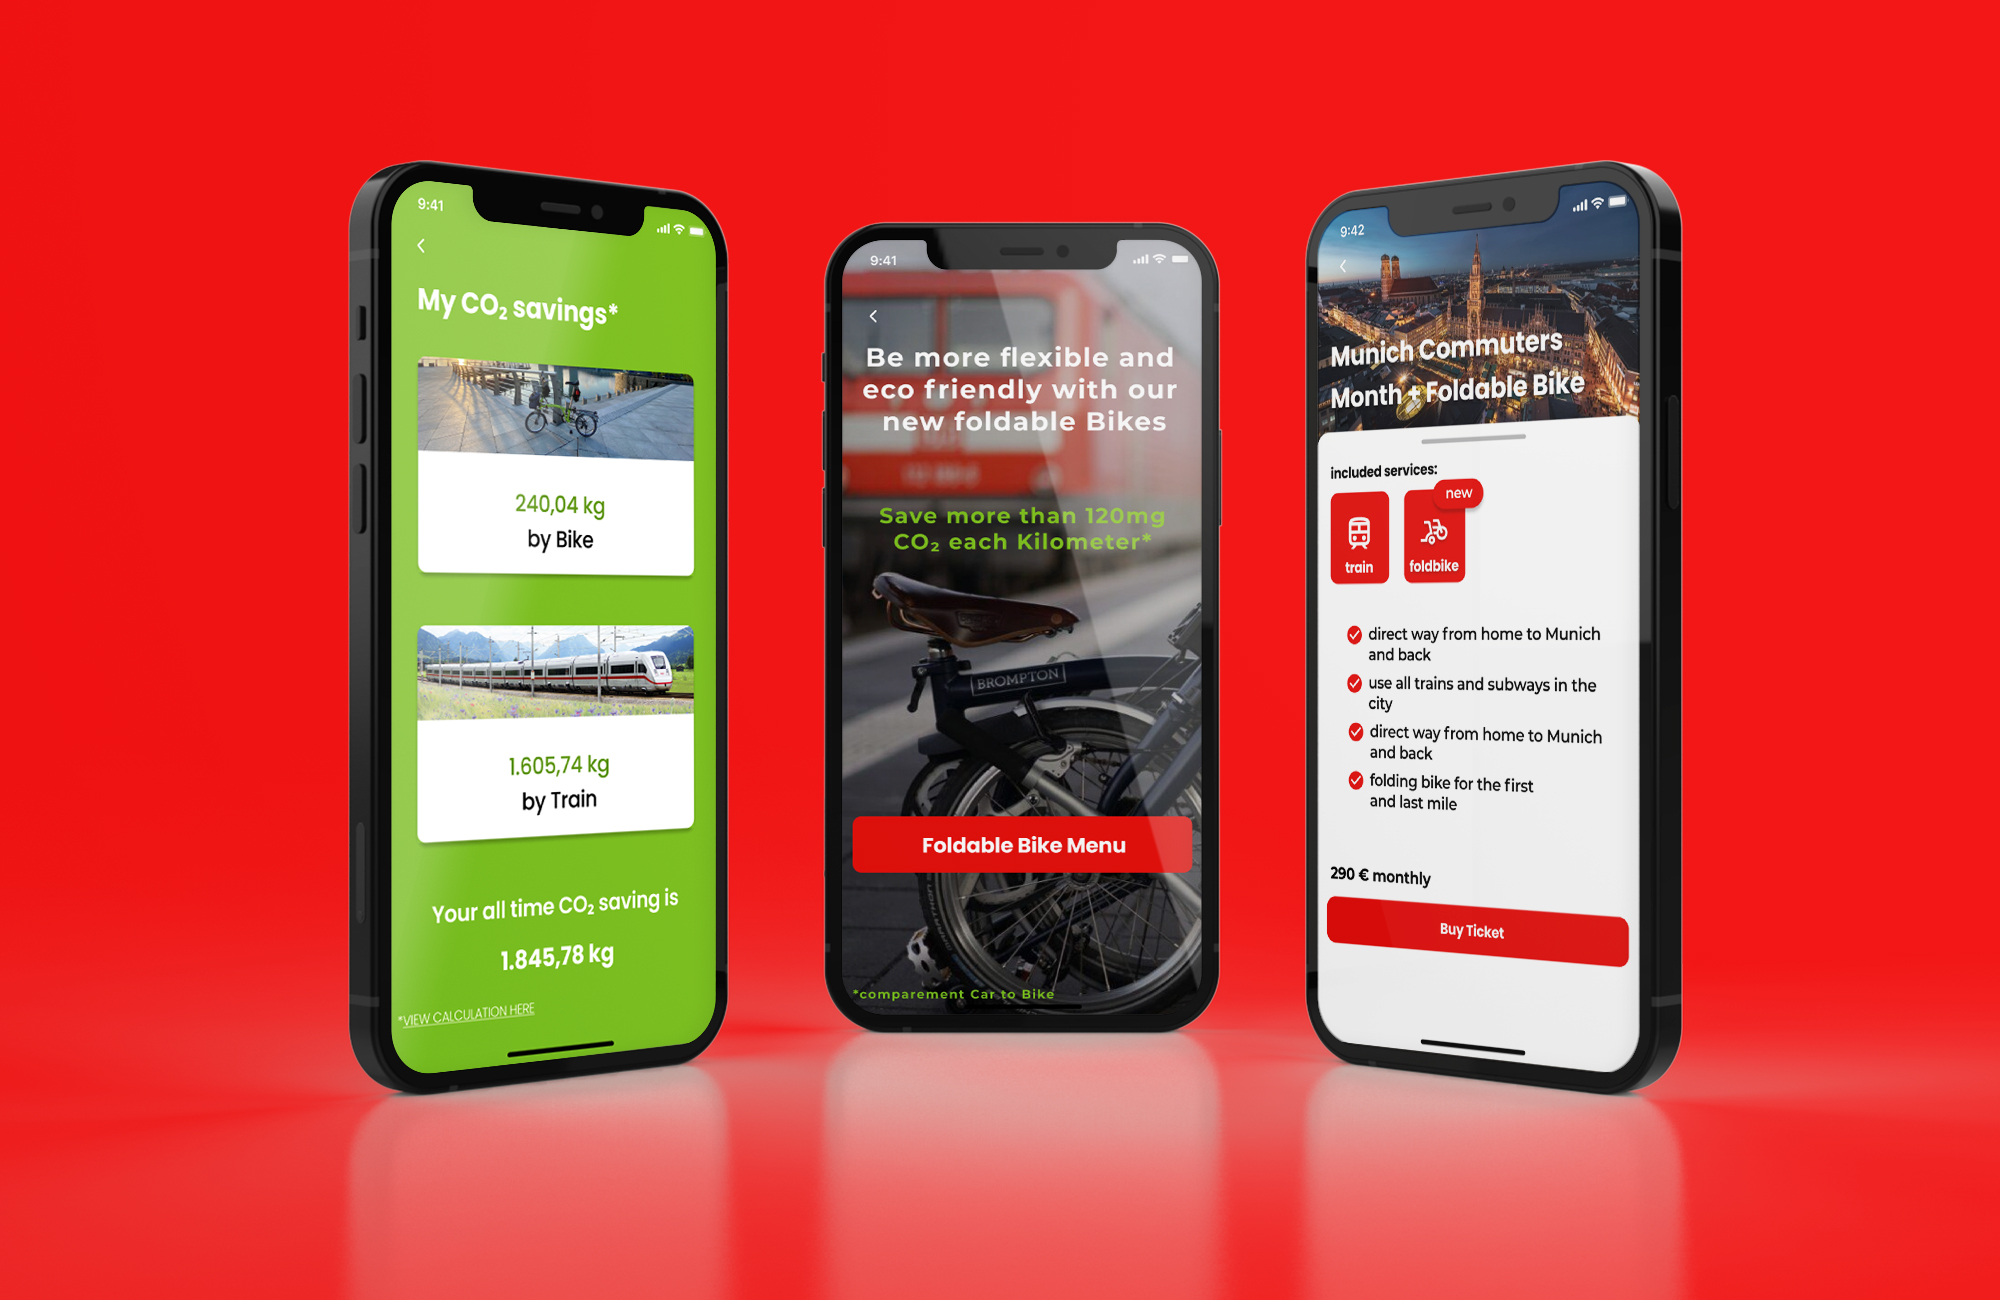 9:41
My CO₂ savings*
240,04 kg
by Bike
1.605,74 kg
by Train
Your all time CO₂ saving is
1.845,78 kg
*VIEW CALCULATION HERE
9:41
Be more flexible and
eco friendly with our
new foldable Bikes
Save more than 120mg
CO₂ each Kilometer*
BROMPTON
Foldable Bike Menu
*comparement Car to Bike
9:42
Munich Commuters
Month + Foldable Bike
included services:
new
train
foldbike
direct way from home to Munich
and back
use all trains and subways in the
city
direct way from home to Munich
and back
folding bike for the first
and last mile
290 € monthly
Buy Ticket